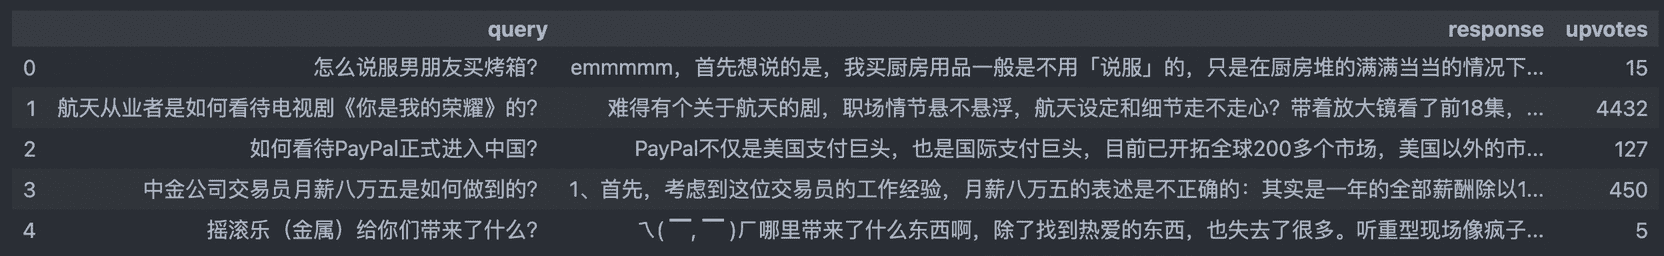 query response upvotes
0 怎么说服男朋友买烤箱? emmmmm，首先想说的是，我买厨房用品一般是不用「说服」的，只是在厨房堆的满满当当的情况下... 15
1 航天从业者是如何看待电视剧《你是我的荣耀》的? 难得有个关于航天的剧，职场情节悬不悬浮，航天设定和细节走不走心？带着放大镜看了前18集，... 4432
2 如何看待PayPal正式进入中国? PayPal不仅是美国支付巨头，也是国际支付巨头，目前已开拓全球200多个市场，美国以外的市... 127
3 中金公司交易员月薪八万五是如何做到的? 1、首先，考虑到这位交易员的工作经验，月薪八万五的表述是不正确的：其实是一年的全部薪酬除以1... 450
4 摇滚乐（金属）给你们带来了什么? ㄟ( ▔, ▔ )ㄏ哪里带来了什么东西啊，除了找到热爱的东西，也失去了很多。听重型现场像疯子... 5